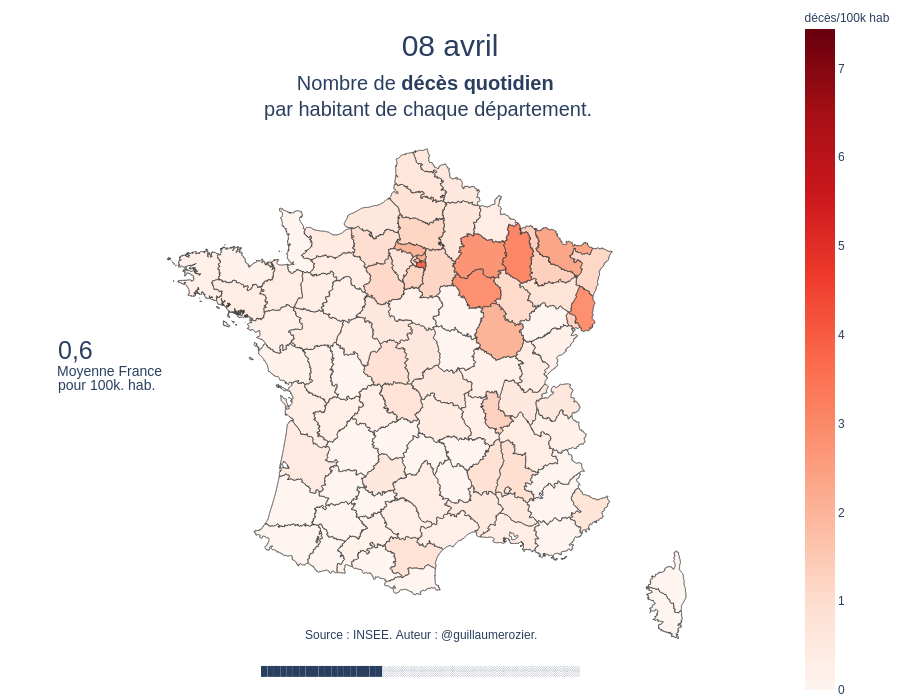 08 avril
Nombre de décès quotidien
par habitant de chaque département.
décès/100k hab
7
6
5
4
3
2
1
0
0,6
Moyenne France
pour 100k. hab.
Source : INSEE. Auteur : @guillaumerozier.